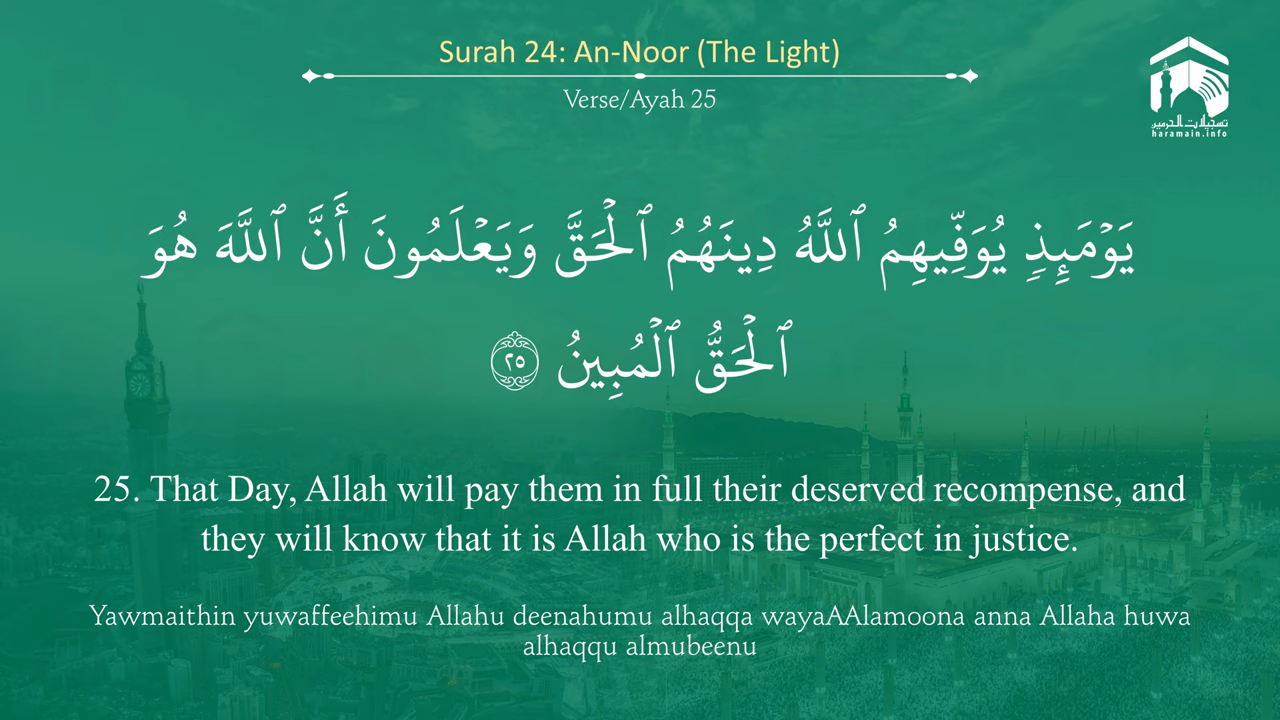 Surah 24: An-Noor (The Light)
Verse/Ayah 25
تسجيلات الحرمين
haramain.info
يَوْمَئِذٍ يُوَفِّيهِمُ ٱللَّهُ دِينَهُمُ ٱلْحَقَّ وَيَعْلَمُونَ أَنَّ ٱللَّهَ هُوَ
ٱلْحَقُّ ٱلْمُبِينُ ٢٥
25. That Day, Allah will pay them in full their deserved recompense, and
they will know that it is Allah who is the perfect in justice.
Yawmaithin yuwaffeehimu Allahu deenahumu alhaqqa wayaAAlamoona anna Allaha huwa
alhaqqu almubeenu